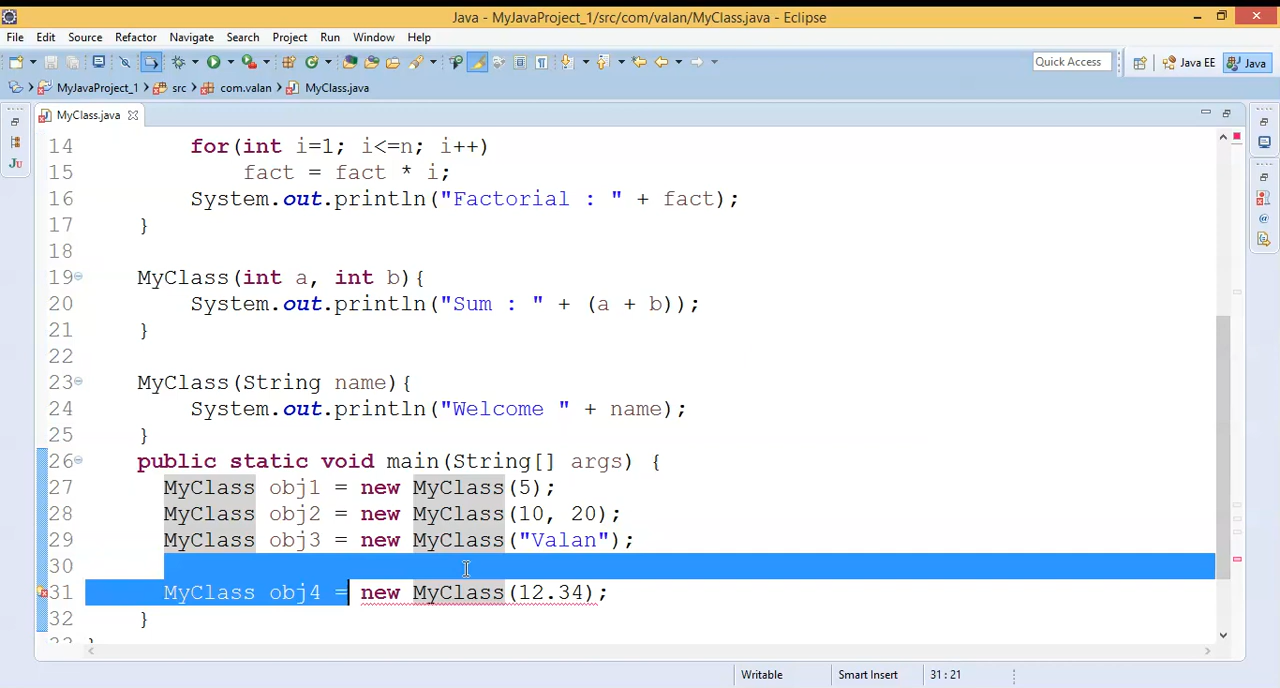 Java - MyJavaProject_1/src/com/valan/MyClass.java - Eclipse
File Edit Source Refactor Navigate Search Project Run Window Help
Quick Access Java EE Java
MyJavaProject_1 src com.valan MyClass.java
MyClass.java
14 for(int i=1; i<=n; i++)
15 fact = fact * i;
16 System.out.println("Factorial : " + fact);
17 }
18
19 MyClass(int a, int b){
20 System.out.println("Sum : " + (a + b));
21 }
22
23 MyClass(String name){
24 System.out.println("Welcome " + name);
25 }
26 public static void main(String[] args) {
27 MyClass obj1 = new MyClass(5);
28 MyClass obj2 = new MyClass(10, 20);
29 MyClass obj3 = new MyClass("Valan");
30
31 MyClass obj4 = new MyClass(12.34);
32 }
33 }
Writable Smart Insert 31 : 21